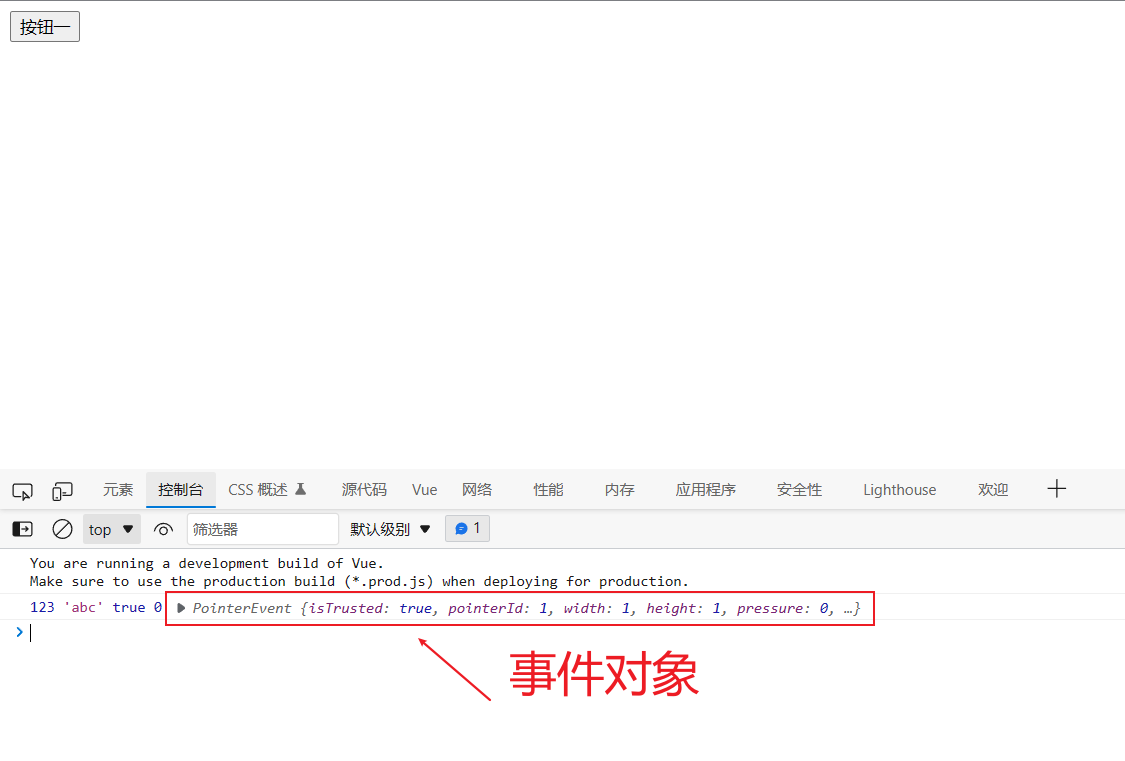 按钮一
元素 控制台 CSS 概述 源代码 Vue 网络 性能 内存 应用程序 安全性 Lighthouse 欢迎
top 筛选器 默认级别 1
You are running a development build of Vue.
Make sure to use the production build (*.prod.js) when deploying for production.
123 'abc' true 0 PointerEvent {isTrusted: true, pointerId: 1, width: 1, height: 1, pressure: 0, …}
事件对象